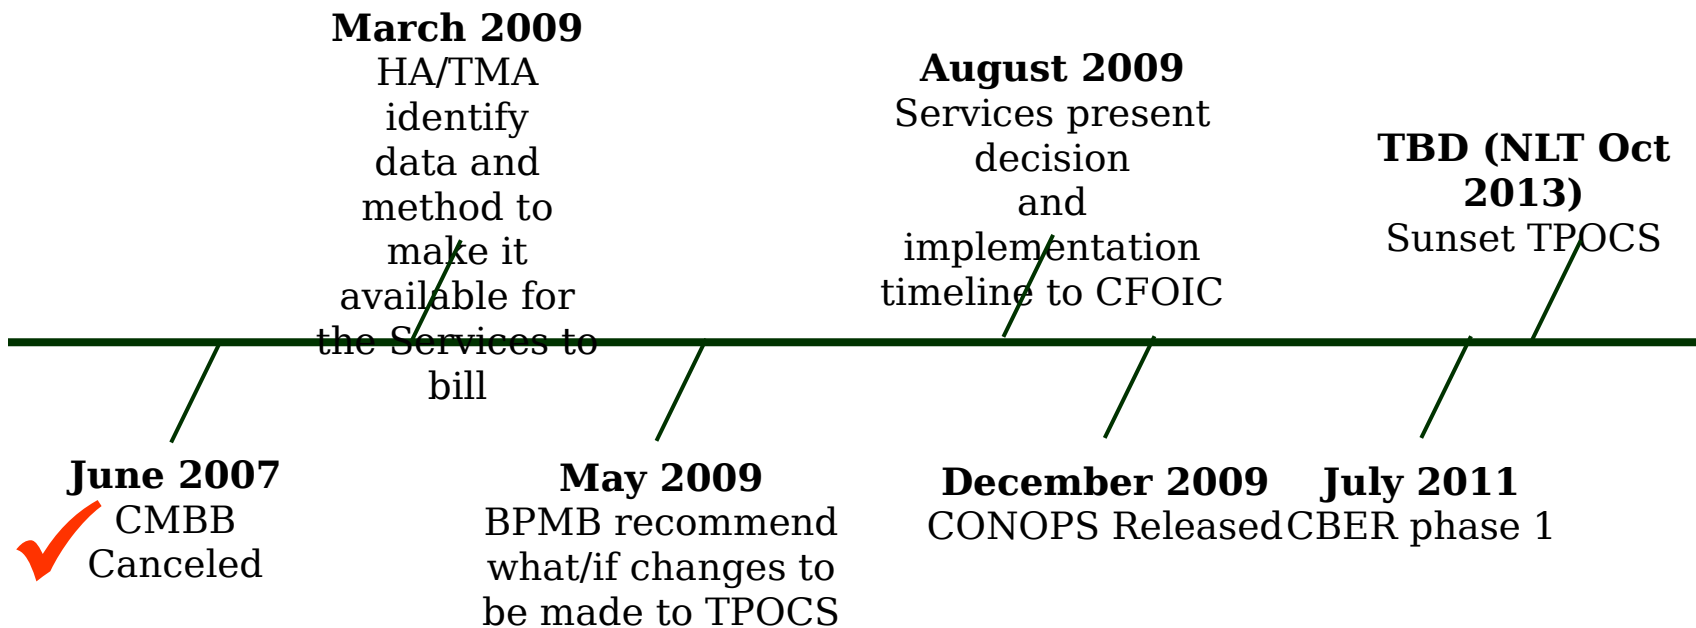 March 2009
HA/TMA
identify
data and
method to
make it
available for
the Services to
bill
August 2009
Services present
decision
and
implementation
timeline to CFOIC
TBD (NLT Oct
2013)
Sunset TPOCS
June 2007
CMBB
Canceled
May 2009
BPMB recommend
what/if changes to
be made to TPOCS
December 2009
CONOPS Released
July 2011
CBER phase 1